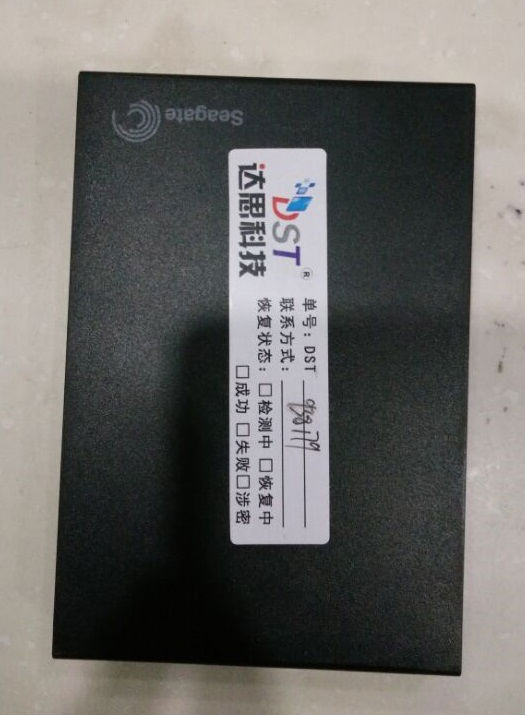 Seagate
DST®
达思科技
单号:DST
联系方式:
恢复状态:□检测中 □恢复中
□成功 □失败 □涉密